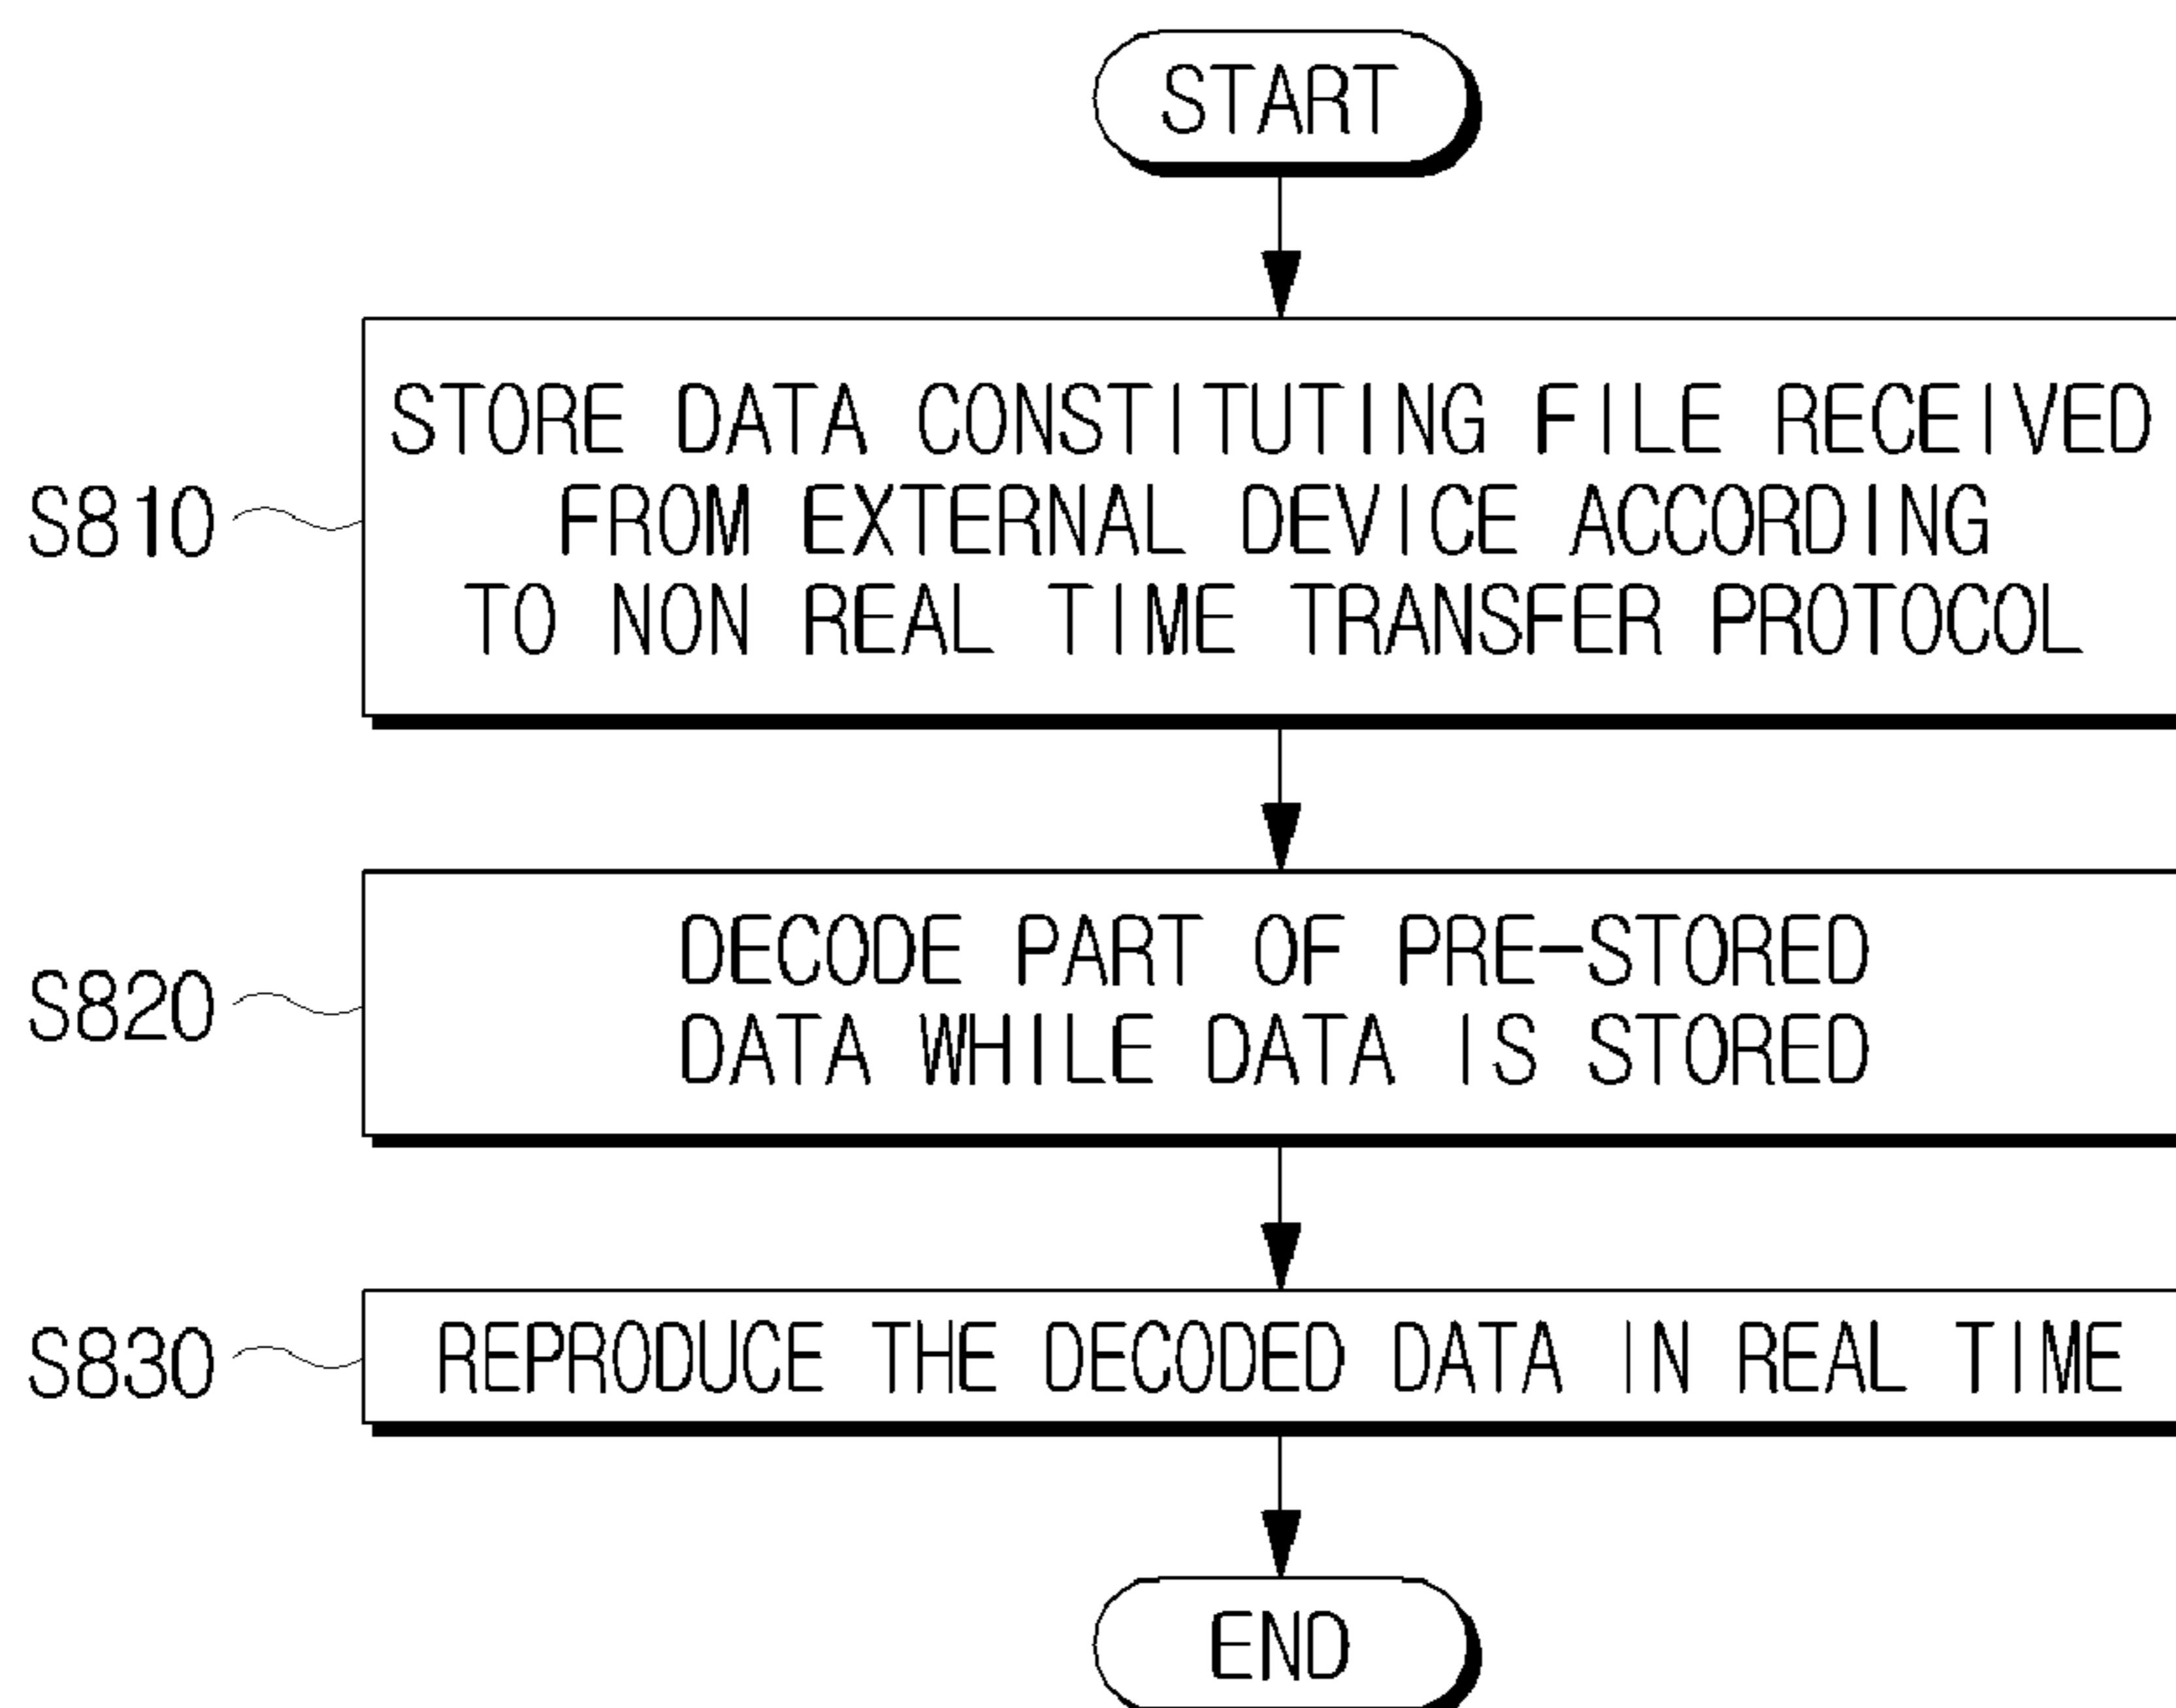 START
STORE DATA CONSTITUTING FILE RECEIVED
FROM EXTERNAL DEVICE ACCORDING
TO NON REAL TIME TRANSFER PROTOCOL
S810
DECODE PART OF PRE-STORED
DATA WHILE DATA IS STORED
S820
REPRODUCE THE DECODED DATA IN REAL TIME
S830
END